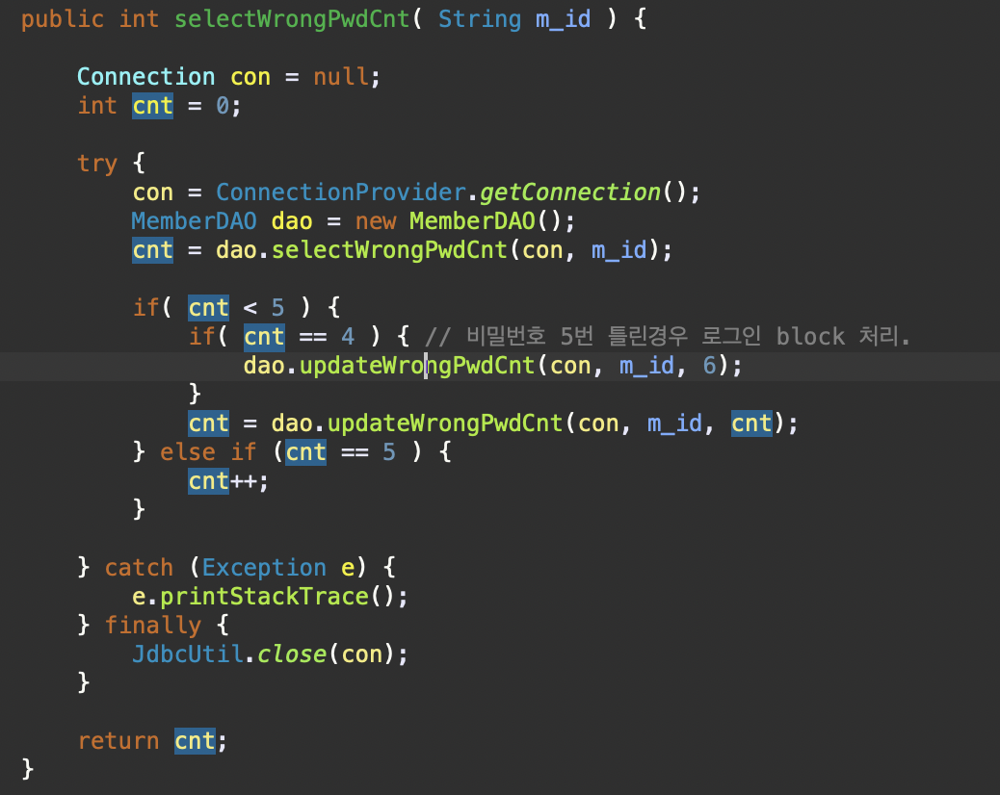 public int selectWrongPwdCnt( String m_id ) {
Connection con = null;
int cnt = 0;
try {
con = ConnectionProvider.getConnection();
MemberDAO dao = new MemberDAO();
cnt = dao.selectWrongPwdCnt(con, m_id);
if( cnt < 5 ) {
if( cnt == 4 ) { // 비밀번호 5번 틀린경우 로그인 block 처리.
dao.updateWrongPwdCnt(con, m_id, 6);
}
cnt = dao.updateWrongPwdCnt(con, m_id, cnt);
} else if (cnt == 5 ) {
cnt++;
}
} catch (Exception e) {
e.printStackTrace();
} finally {
JdbcUtil.close(con);
}
return cnt;
}